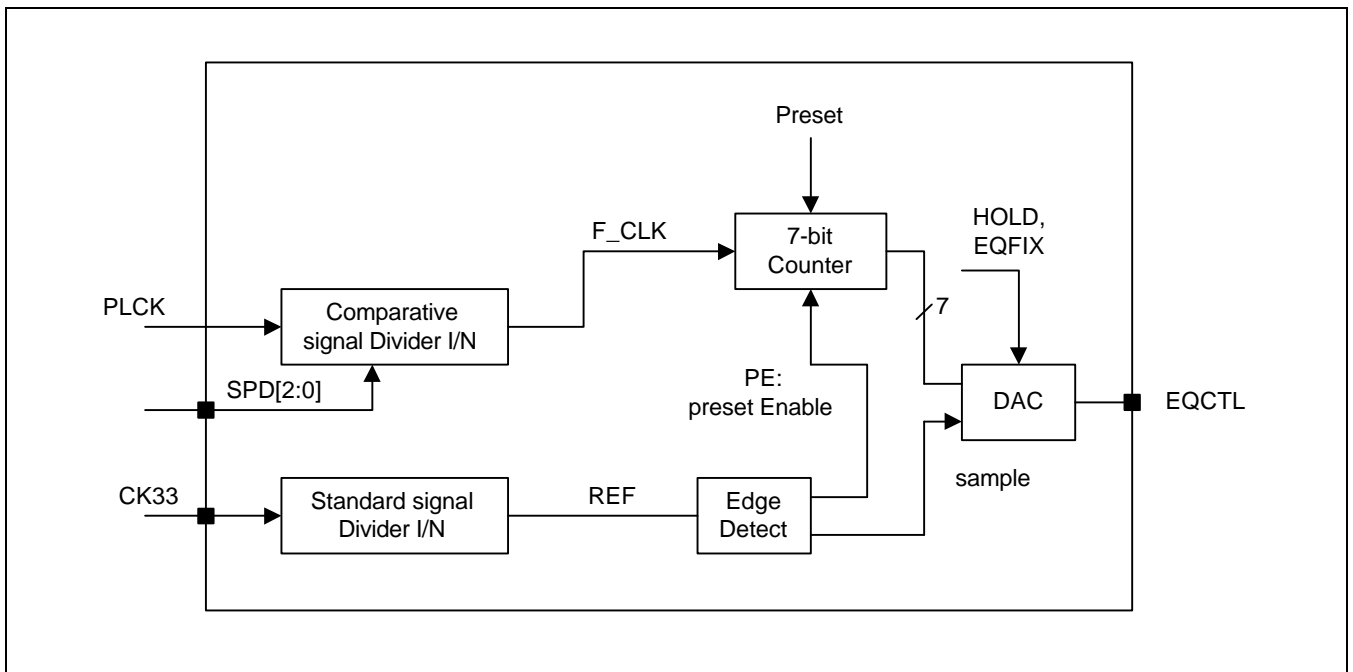 Preset
HOLD,
EQFIX
F_CLK
7-bit
Counter
PLCK
Comparative
signal Divider I/N
7
SPD[2:0]
PE:
preset Enable
DAC
EQCTL
CK33
Standard signal
Divider I/N
REF
Edge
Detect
sample